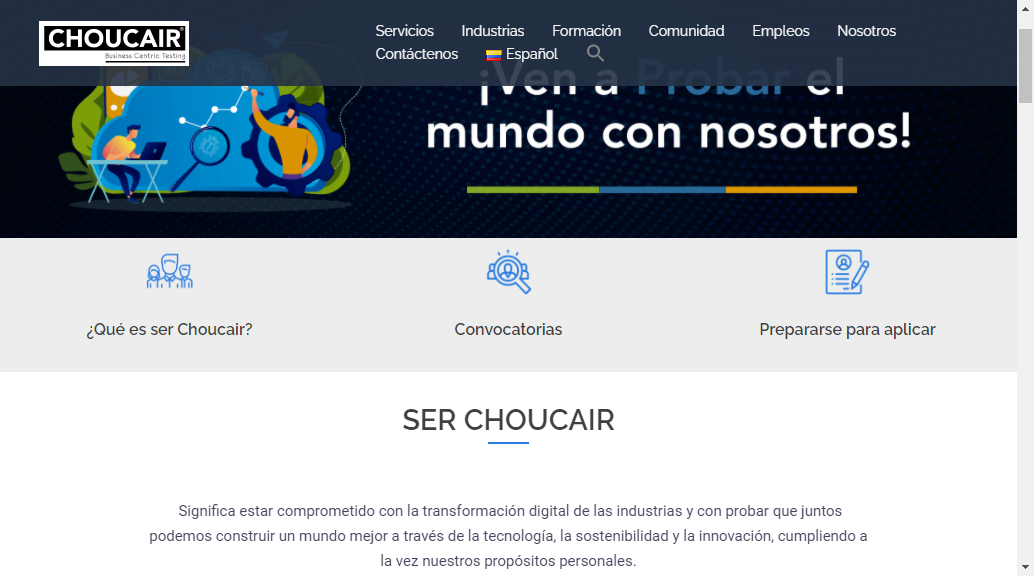 CHOUCAIR
Business Centric Testing
Servicios Industrias Formación Comunidad Empleos Nosotros
Contáctenos Español
¡Ven a Probar el
mundo con nosotros!
¿Qué es ser Choucair? Convocatorias Prepararse para aplicar
SER CHOUCAIR
Significa estar comprometido con la transformación digital de las industrias y con probar que juntos
podemos construir un mundo mejor a través de la tecnología, la sostenibilidad y la innovación, cumpliendo a
la vez nuestros propósitos personales.